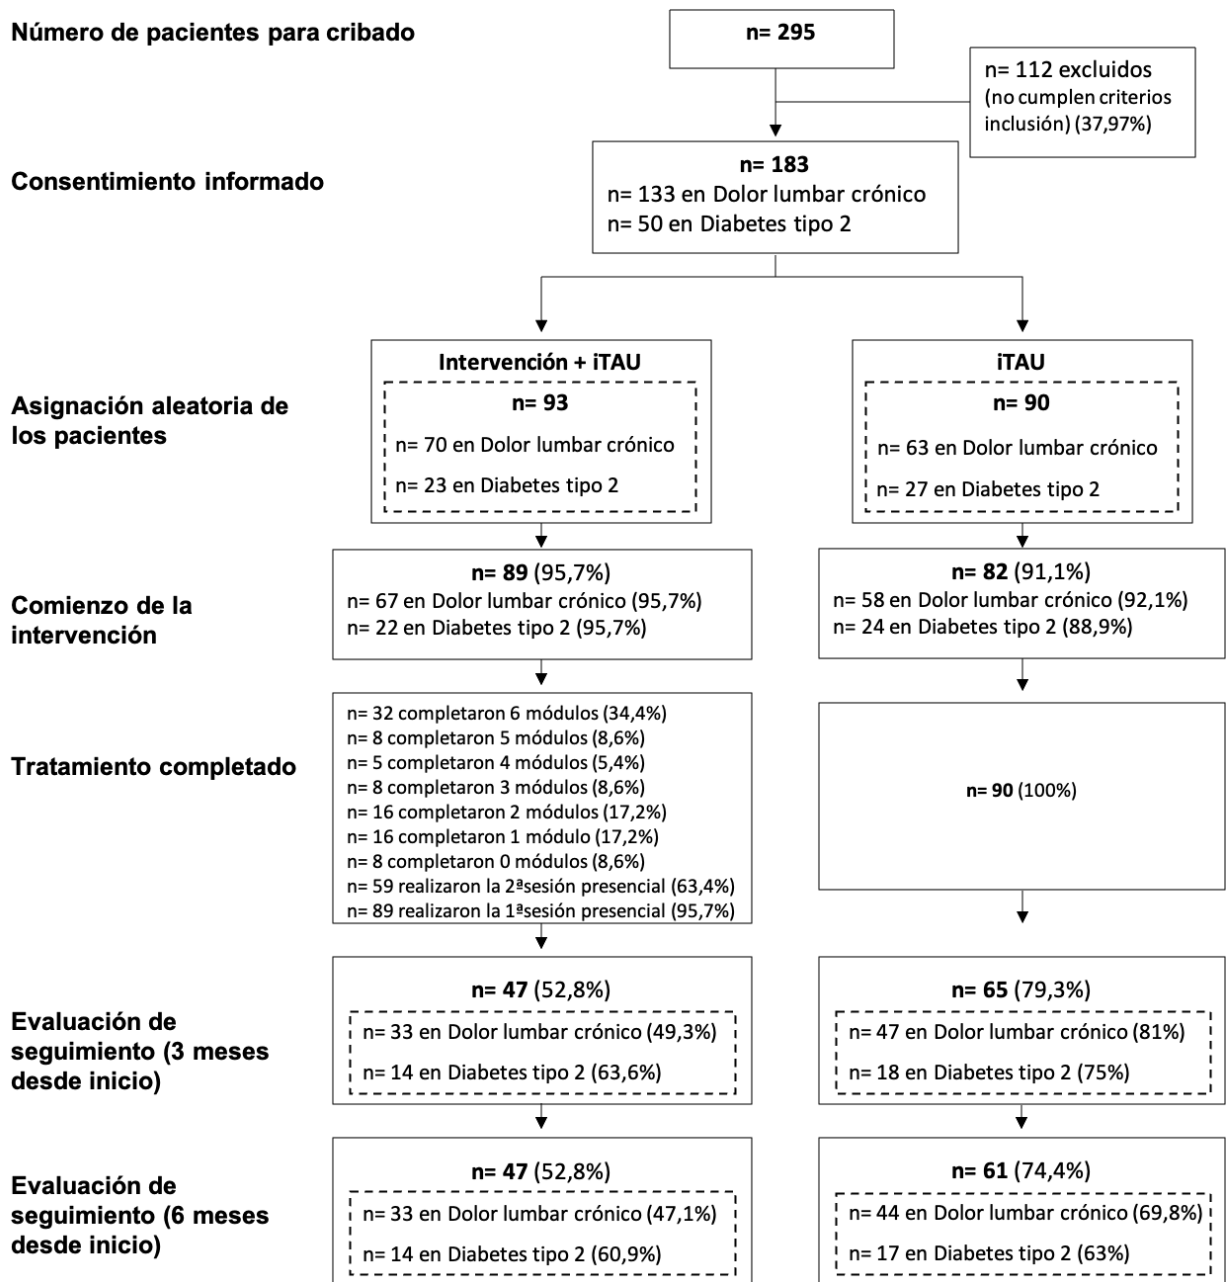 Número de pacientes para cribado
n= 295
n= 112 excluidos
(no cumplen criterios
inclusión) (37,97%)
Consentimiento informado
n= 183
n= 133 en Dolor lumbar crónico
n= 50 en Diabetes tipo 2
Asignación aleatoria de
los pacientes
Intervención + iTAU
n= 93
n= 70 en Dolor lumbar crónico
n= 23 en Diabetes tipo 2
iTAU
n= 90
n= 63 en Dolor lumbar crónico
n= 27 en Diabetes tipo 2
Comienzo de la
intervención
n= 89 (95,7%)
n= 67 en Dolor lumbar crónico (95,7%)
n= 22 en Diabetes tipo 2 (95,7%)
n= 82 (91,1%)
n= 58 en Dolor lumbar crónico (92,1%)
n= 24 en Diabetes tipo 2 (88,9%)
Tratamiento completado
n= 32 completaron 6 módulos (34,4%)
n= 8 completaron 5 módulos (8,6%)
n= 5 completaron 4 módulos (5,4%)
n= 8 completaron 3 módulos (8,6%)
n= 16 completaron 2 módulos (17,2%)
n= 16 completaron 1 módulo (17,2%)
n= 8 completaron 0 módulos (8,6%)
n= 59 realizaron la 2ªsesión presencial (63,4%)
n= 89 realizaron la 1ªsesión presencial (95,7%)
n= 90 (100%)
Evaluación de
seguimiento (3 meses
desde inicio)
n= 47 (52,8%)
n= 33 en Dolor lumbar crónico (49,3%)
n= 14 en Diabetes tipo 2 (63,6%)
n= 65 (79,3%)
n= 47 en Dolor lumbar crónico (81%)
n= 18 en Diabetes tipo 2 (75%)
Evaluación de
seguimiento (6 meses
desde inicio)
n= 47 (52,8%)
n= 33 en Dolor lumbar crónico (47,1%)
n= 14 en Diabetes tipo 2 (60,9%)
n= 61 (74,4%)
n= 44 en Dolor lumbar crónico (69,8%)
n= 17 en Diabetes tipo 2 (63%)